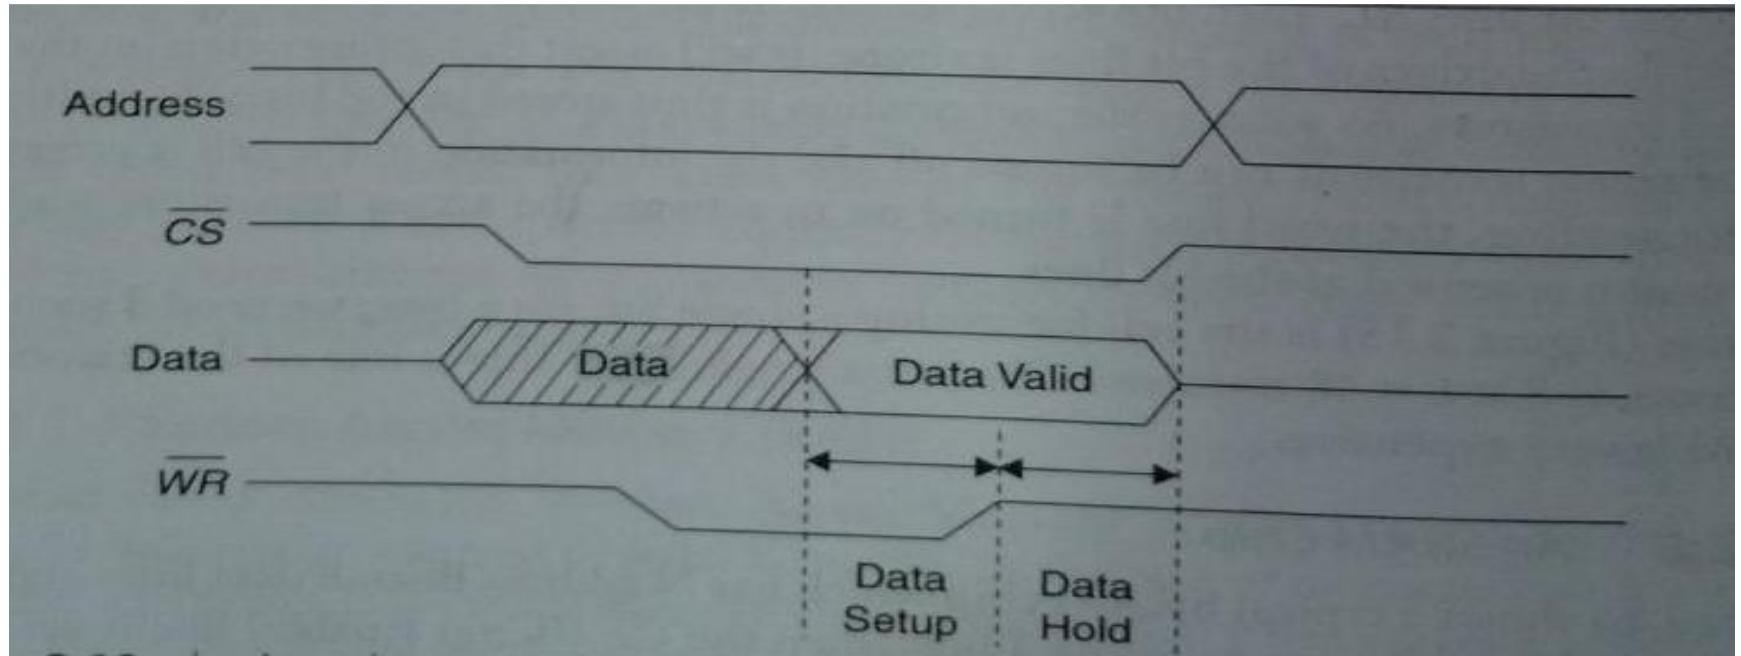 Address
CS
Data
Data
Data Valid
WR
Data
Setup
Data
Hold